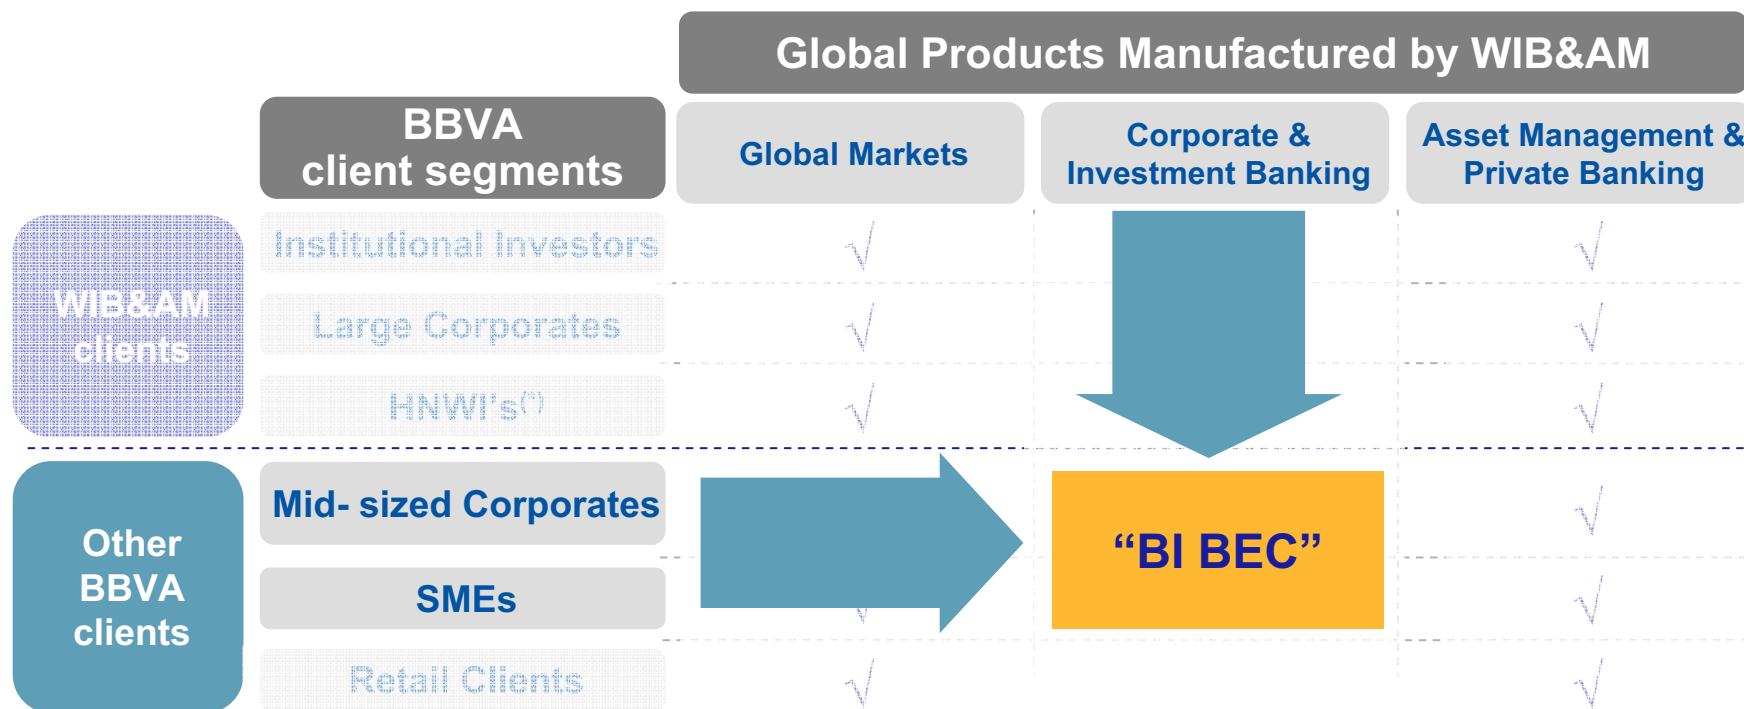 Global Products Manufactured by WIB&AM
BBVA
client segments
Global Markets
Corporate &
Investment Banking
Asset Management &
Private Banking
WIB&AM
clients
Institutional Investors
√
√
Large Corporates
√
√
HNWI's(*)
√
√
Other
BBVA
clients
Mid- sized Corporates
√
“BI BEC”
SMEs
√
√
Retail Clients
√
√